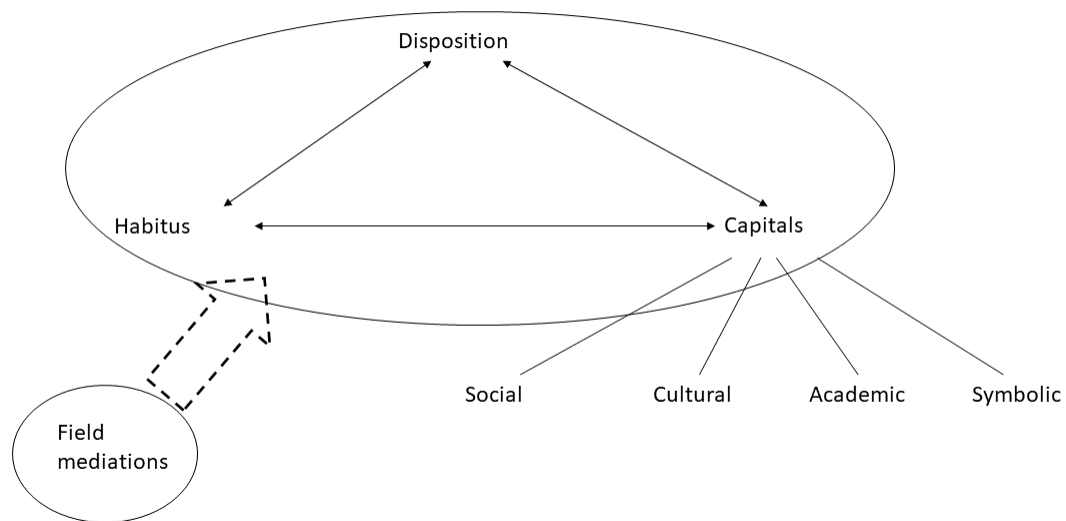 Disposition
Habitus
Capitals
Social
Cultural
Academic
Symbolic
Field
mediations